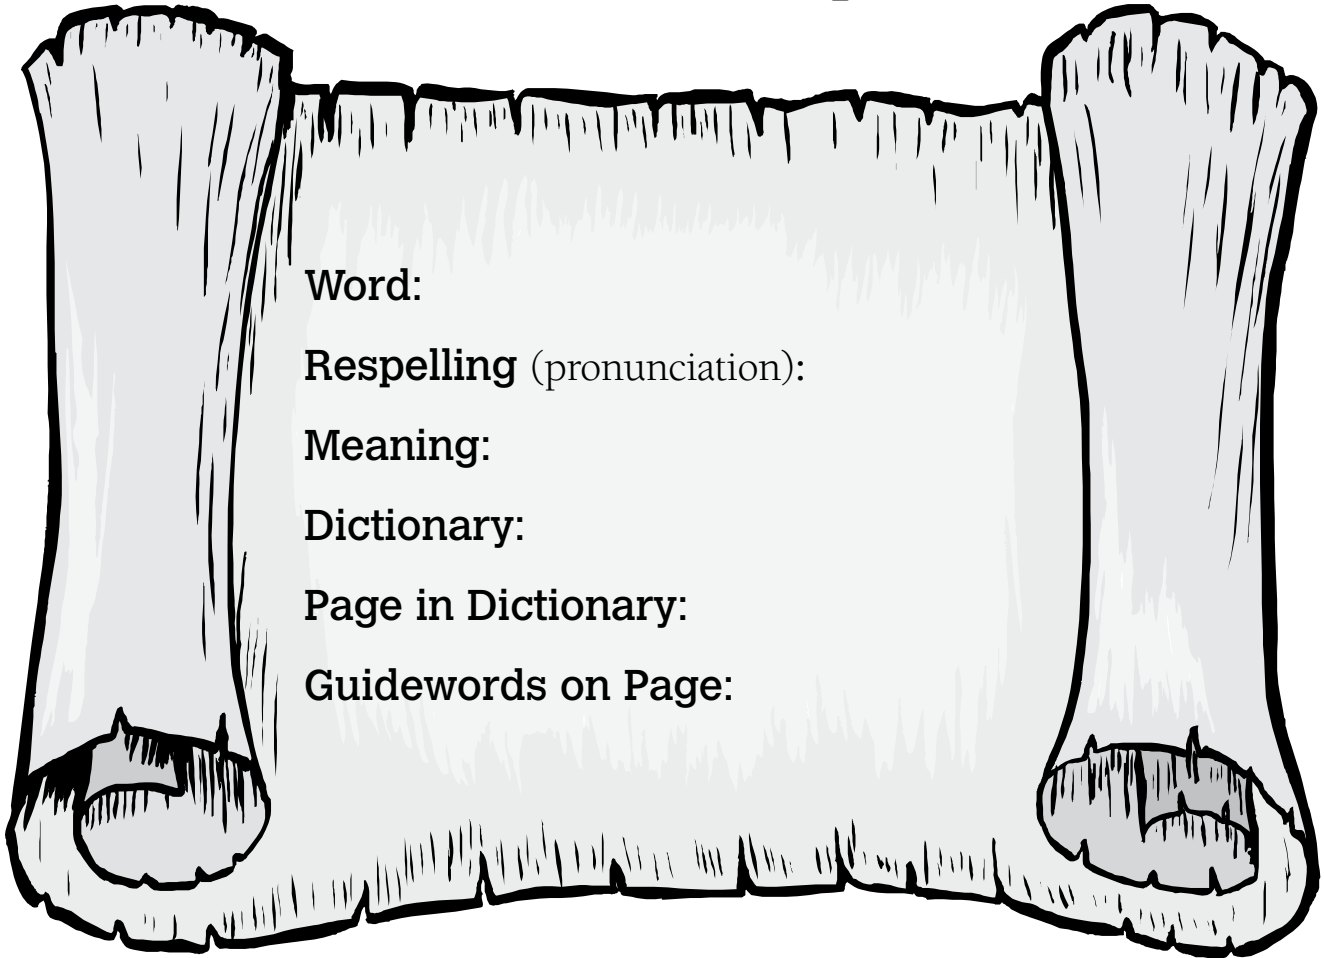 Word:
Respelling (pronunciation):
Meaning:
Dictionary:
Page in Dictionary:
Guidewords on Page: